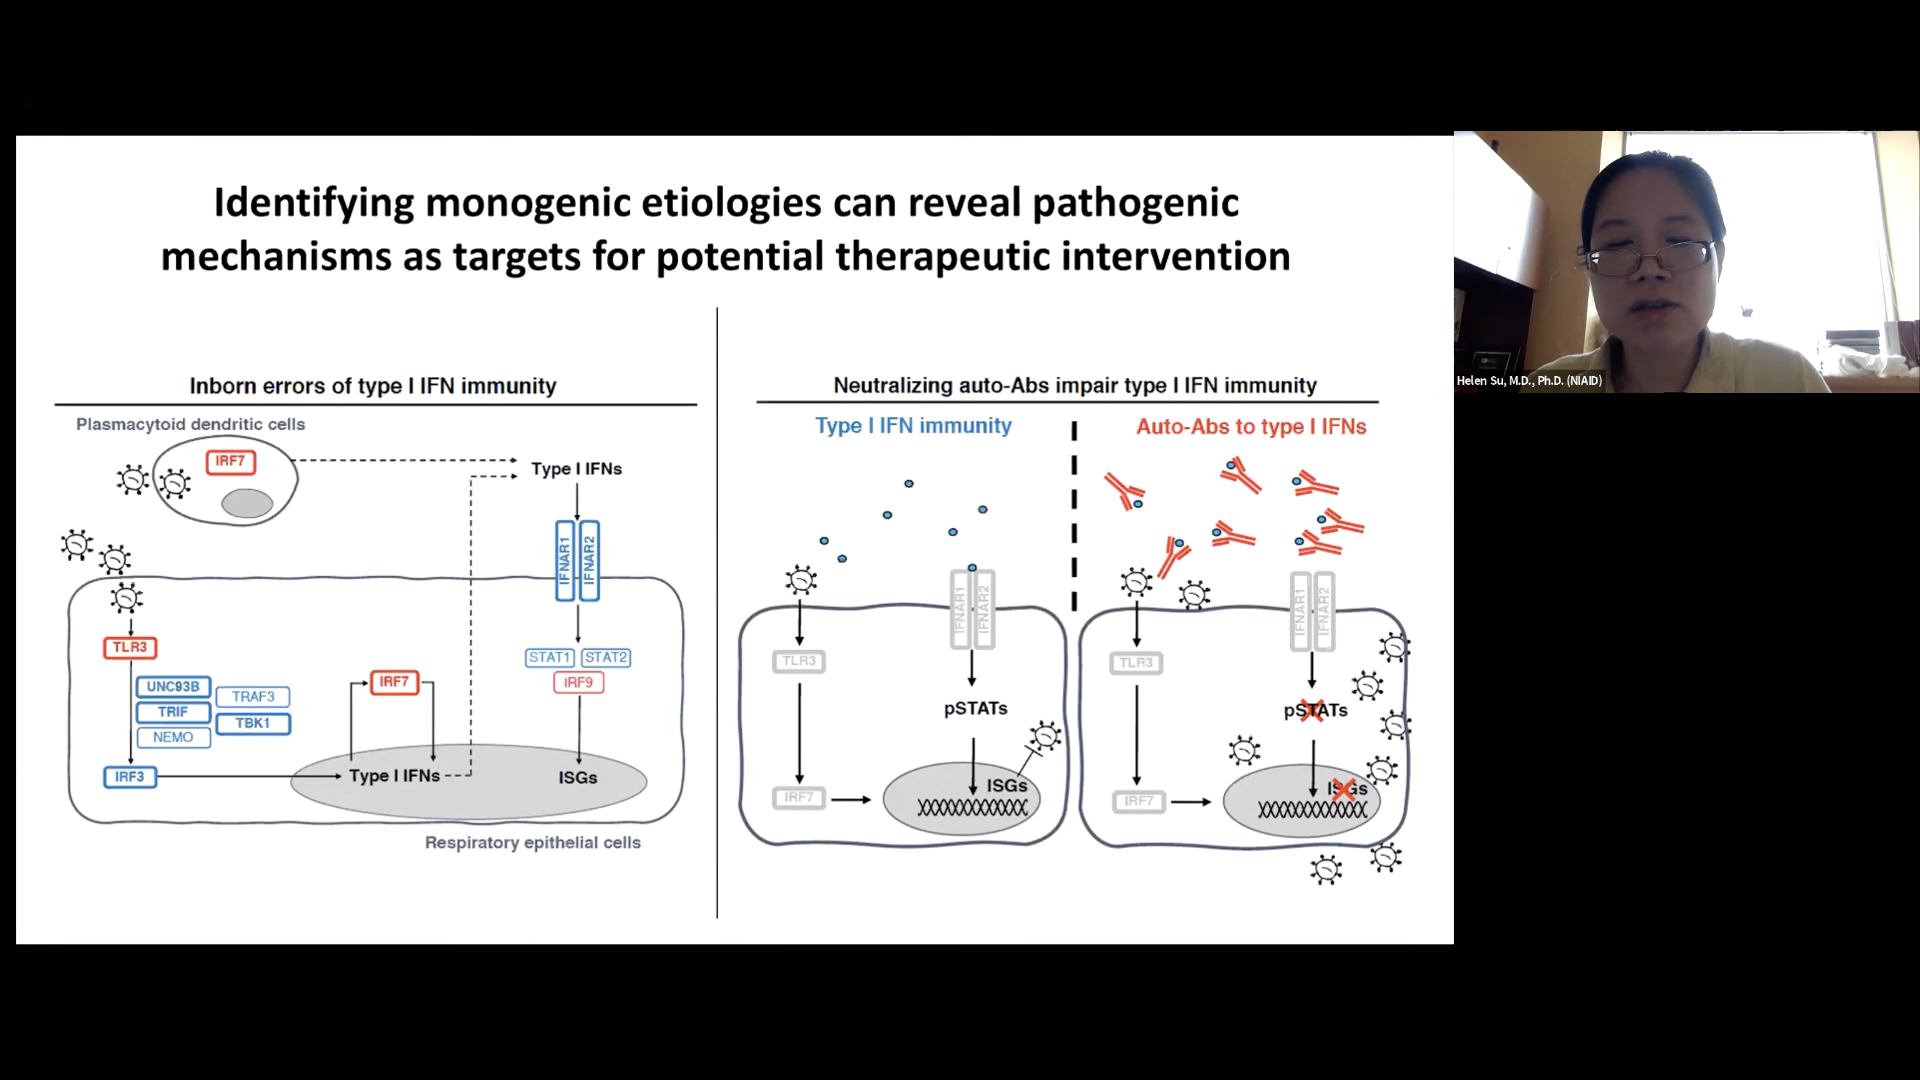 Identifying monogenic etiologies can reveal pathogenic
mechanisms as targets for potential therapeutic intervention
Inborn errors of type I IFN immunity
Plasmacytoid dendritic cells
IRF7
Type I IFNs
IFNAR1
IFNAR2
TLR3
STAT1
STAT2
IRF9
UNC93B
TRAF3
TRIF
TBK1
NEMO
IRF7
IRF3
Type I IFNs
ISGs
Respiratory epithelial cells
Neutralizing auto-Abs impair type I IFN immunity
Type I IFN immunity
IFNAR1
IFNAR2
TLR3
pSTATs
ISGs
IRF7
Auto-Abs to type I IFNs
IFNAR1
IFNAR2
TLR3
pSTATs
ISGs
IRF7
Helen Su, M.D., Ph.D. (NIAID)